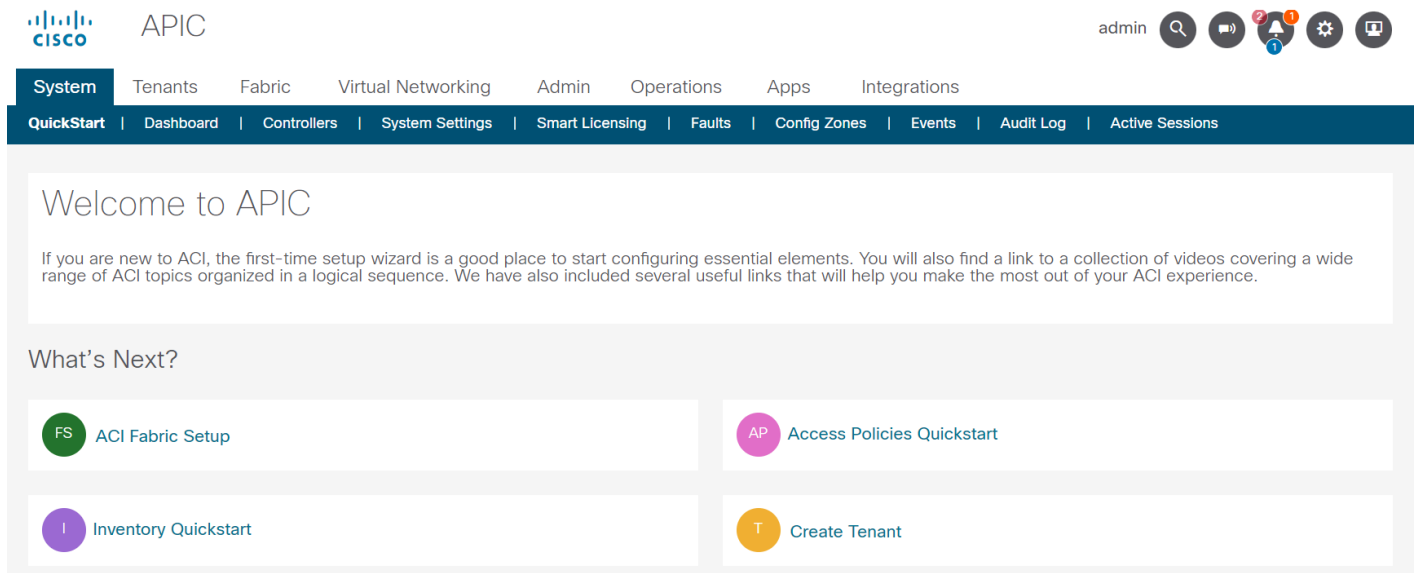 CISCO
APIC
admin
2
1
1
System Tenants Fabric Virtual Networking Admin Operations Apps Integrations
QuickStart | Dashboard | Controllers | System Settings | Smart Licensing | Faults | Config Zones | Events | Audit Log | Active Sessions
Welcome to APIC
If you are new to ACI, the first-time setup wizard is a good place to start configuring essential elements. You will also find a link to a collection of videos covering a wide
range of ACI topics organized in a logical sequence. We have also included several useful links that will help you make the most out of your ACI experience.
What's Next?
FS ACI Fabric Setup
AP Access Policies Quickstart
I Inventory Quickstart
T Create Tenant